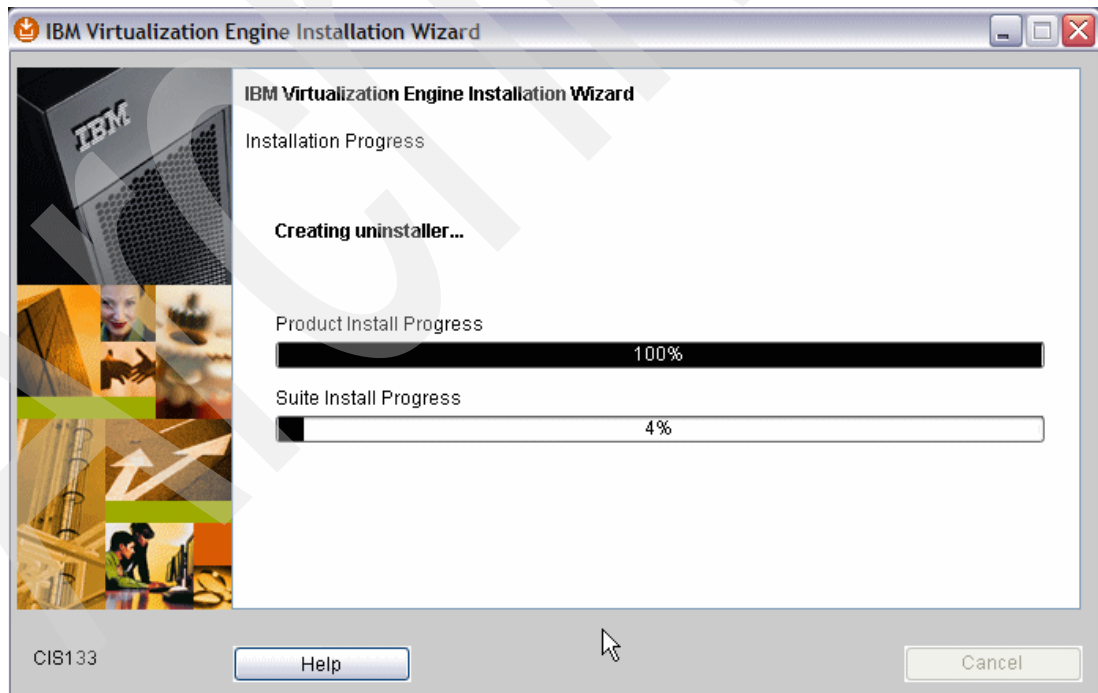 IBM Virtualization Engine Installation Wizard
IBM
IBM Virtualization Engine Installation Wizard
Installation Progress
Creating uninstaller...
Product Install Progress
100%
Suite Install Progress
4%
CIS133
Help
Cancel